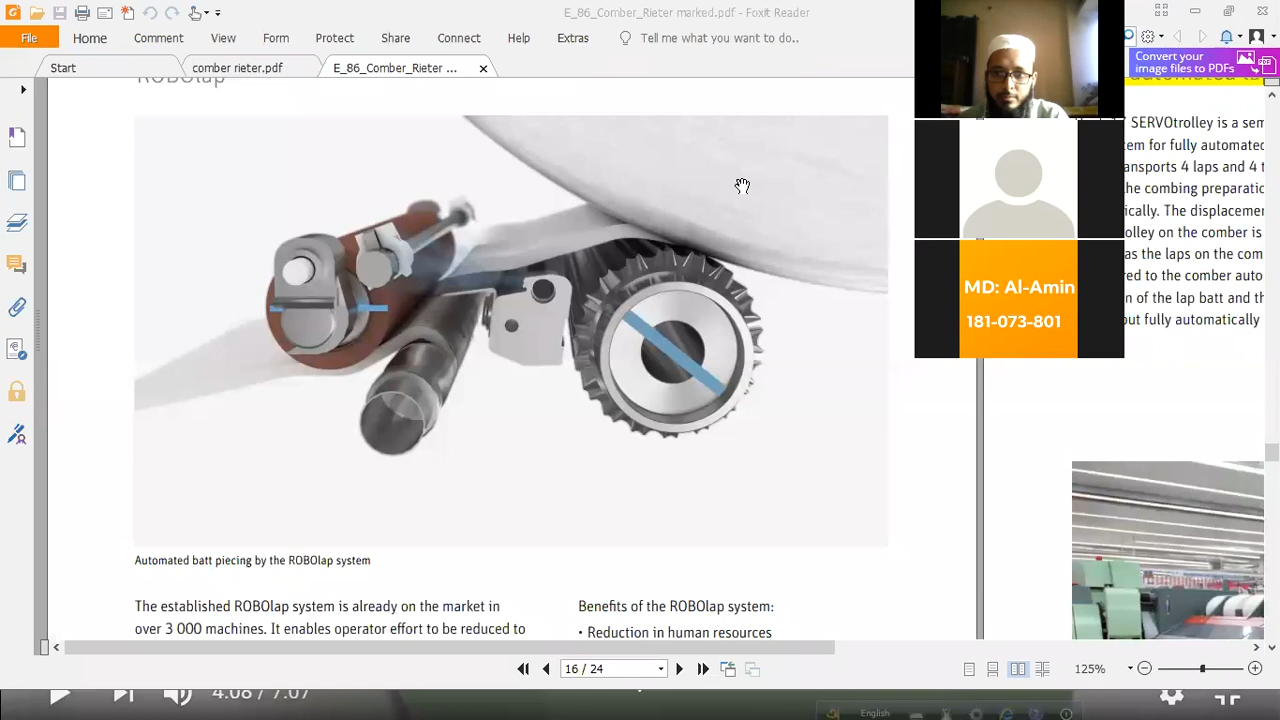 E_86_Comber_Rieter marked.pdf - Foxit Reader
File Home Comment View Form Protect Share Connect Help Extras Tell me what you want to do..
Convert your
image files to PDFs
Start comber rieter.pdf E_86_Comber_Rieter ...
ROBOlap
SERVOtrolley is a sem
em for fully automated
ansports 4 laps and 4 t
he combing preparatio
ically. The displacemen
olley on the comber is
as the laps on the com
red to the comber auto
n of the lap batt and th
out fully automatically
MD: Al-Amin
181-073-801
Automated batt piecing by the ROBOlap system
The established ROBOlap system is already on the market in
over 3 000 machines. It enables operator effort to be reduced to
Benefits of the ROBOlap system:
• Reduction in human resources
16 / 24
125%
4:08 / 7:07
English